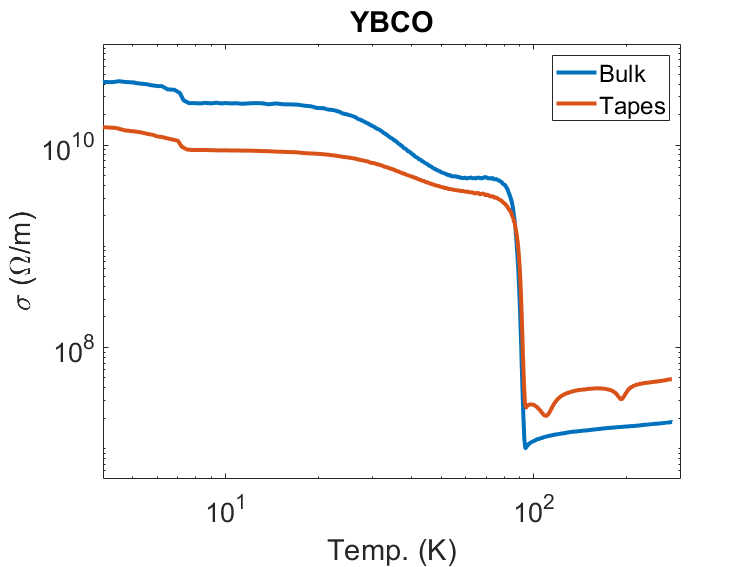 YBCO
Bulk
Tapes
10^10
10^8
σ (Ω/m)
10^1
10^2
Temp. (K)